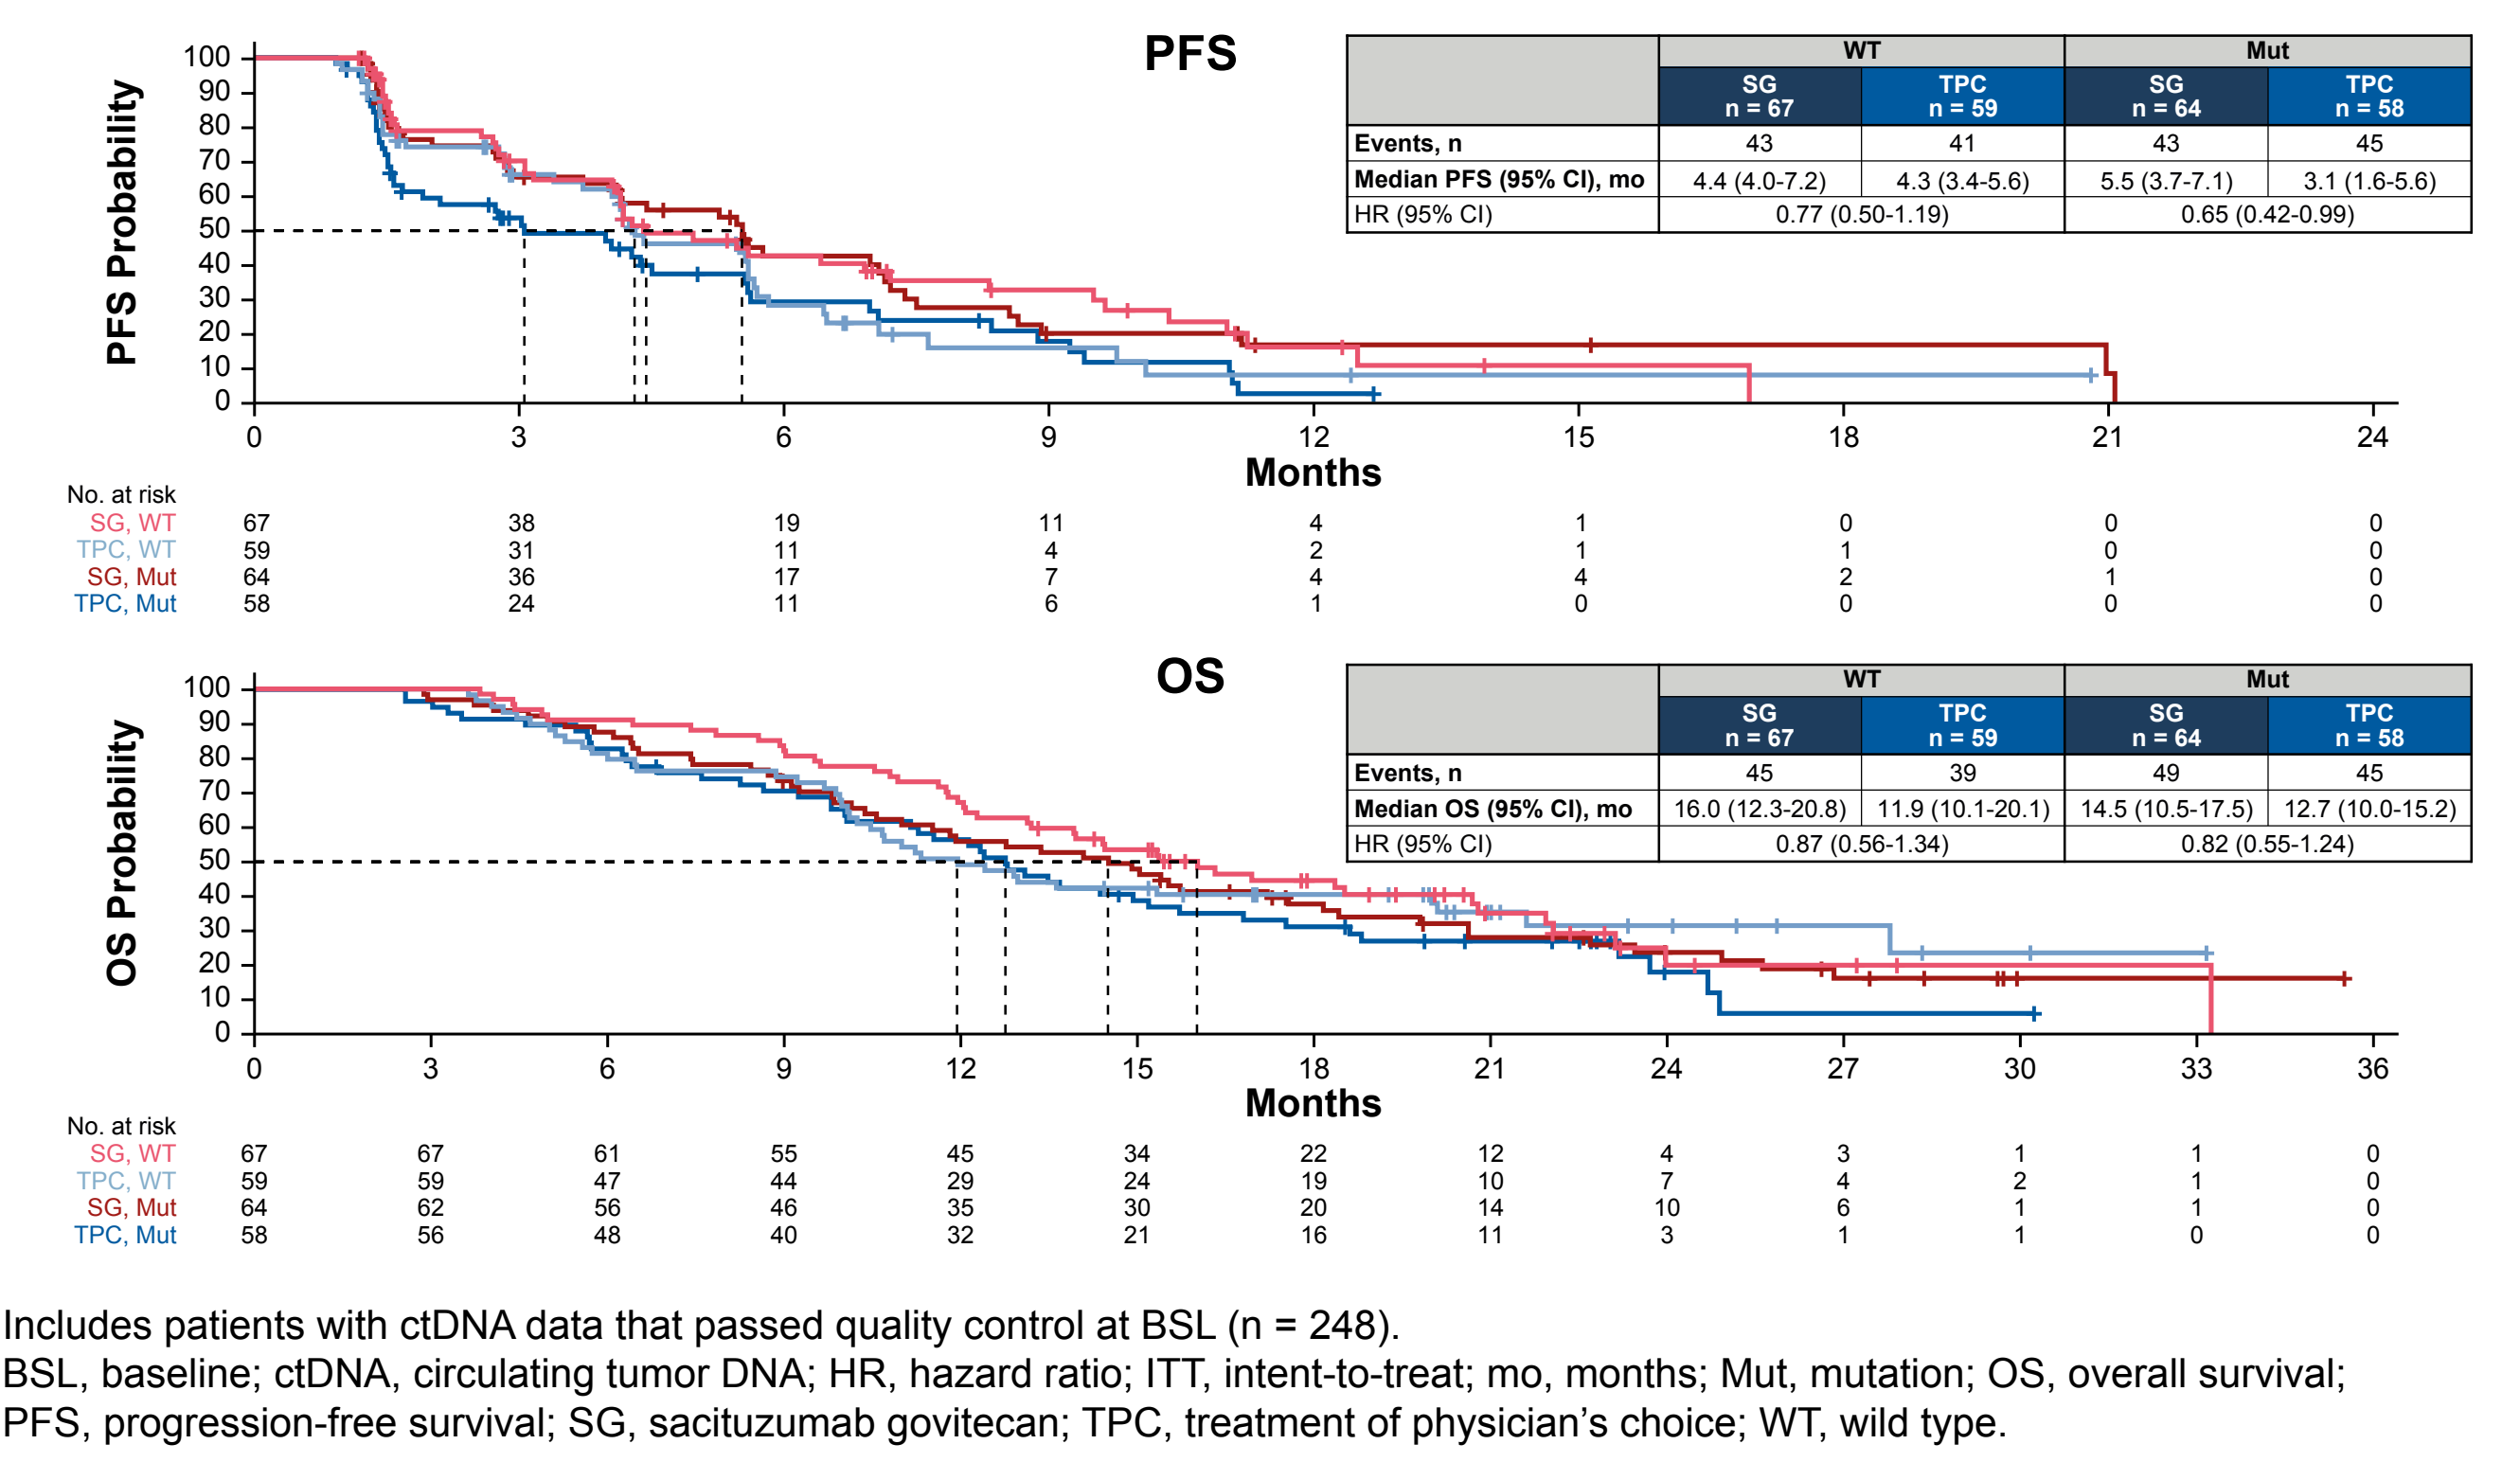 PFS
PFS Probability
100
90
80
70
60
50
40
30
20
10
0
0 3 6 9 12 15 18 21 24
Months
WT Mut
SG n = 67 TPC n = 59 SG n = 64 TPC n = 58
Events, n 43 41 43 45
Median PFS (95% CI), mo 4.4 (4.0-7.2) 4.3 (3.4-5.6) 5.5 (3.7-7.1) 3.1 (1.6-5.6)
HR (95% CI) 0.77 (0.50-1.19) 0.65 (0.42-0.99)
No. at risk
SG, WT 67 38 19 11 4 1 0 0 0
TPC, WT 59 31 11 4 2 1 1 0 0
SG, Mut 64 36 17 7 4 4 2 1 0
TPC, Mut 58 24 11 6 1 0 0 0 0
OS
OS Probability
100
90
80
70
60
50
40
30
20
10
0
0 3 6 9 12 15 18 21 24 27 30 33 36
Months
WT Mut
SG n = 67 TPC n = 59 SG n = 64 TPC n = 58
Events, n 45 39 49 45
Median OS (95% CI), mo 16.0 (12.3-20.8) 11.9 (10.1-20.1) 14.5 (10.5-17.5) 12.7 (10.0-15.2)
HR (95% CI) 0.87 (0.56-1.34) 0.82 (0.55-1.24)
No. at risk
SG, WT 67 67 61 55 45 34 22 12 4 3 1 1 0
TPC, WT 59 59 47 44 29 24 19 10 7 4 2 1 0
SG, Mut 64 62 56 46 35 30 20 14 10 6 1 1 0
TPC, Mut 58 56 48 40 32 21 16 11 3 1 1 0 0
Includes patients with ctDNA data that passed quality control at BSL (n = 248).
BSL, baseline; ctDNA, circulating tumor DNA; HR, hazard ratio; ITT, intent-to-treat; mo, months; Mut, mutation; OS, overall survival;
PFS, progression-free survival; SG, sacituzumab govitecan; TPC, treatment of physician's choice; WT, wild type.